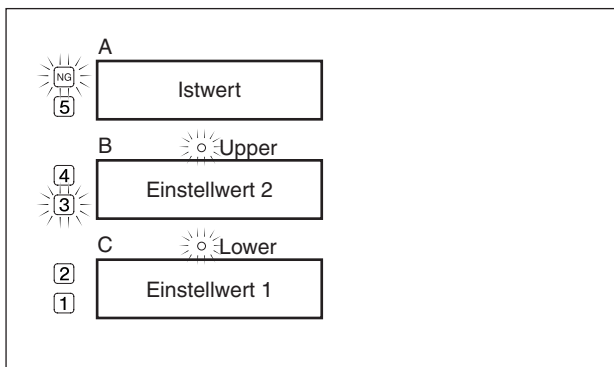 A
NG
Istwert
5
B
Upper
4
Einstellwert 2
3
C
Lower
2
Einstellwert 1
1